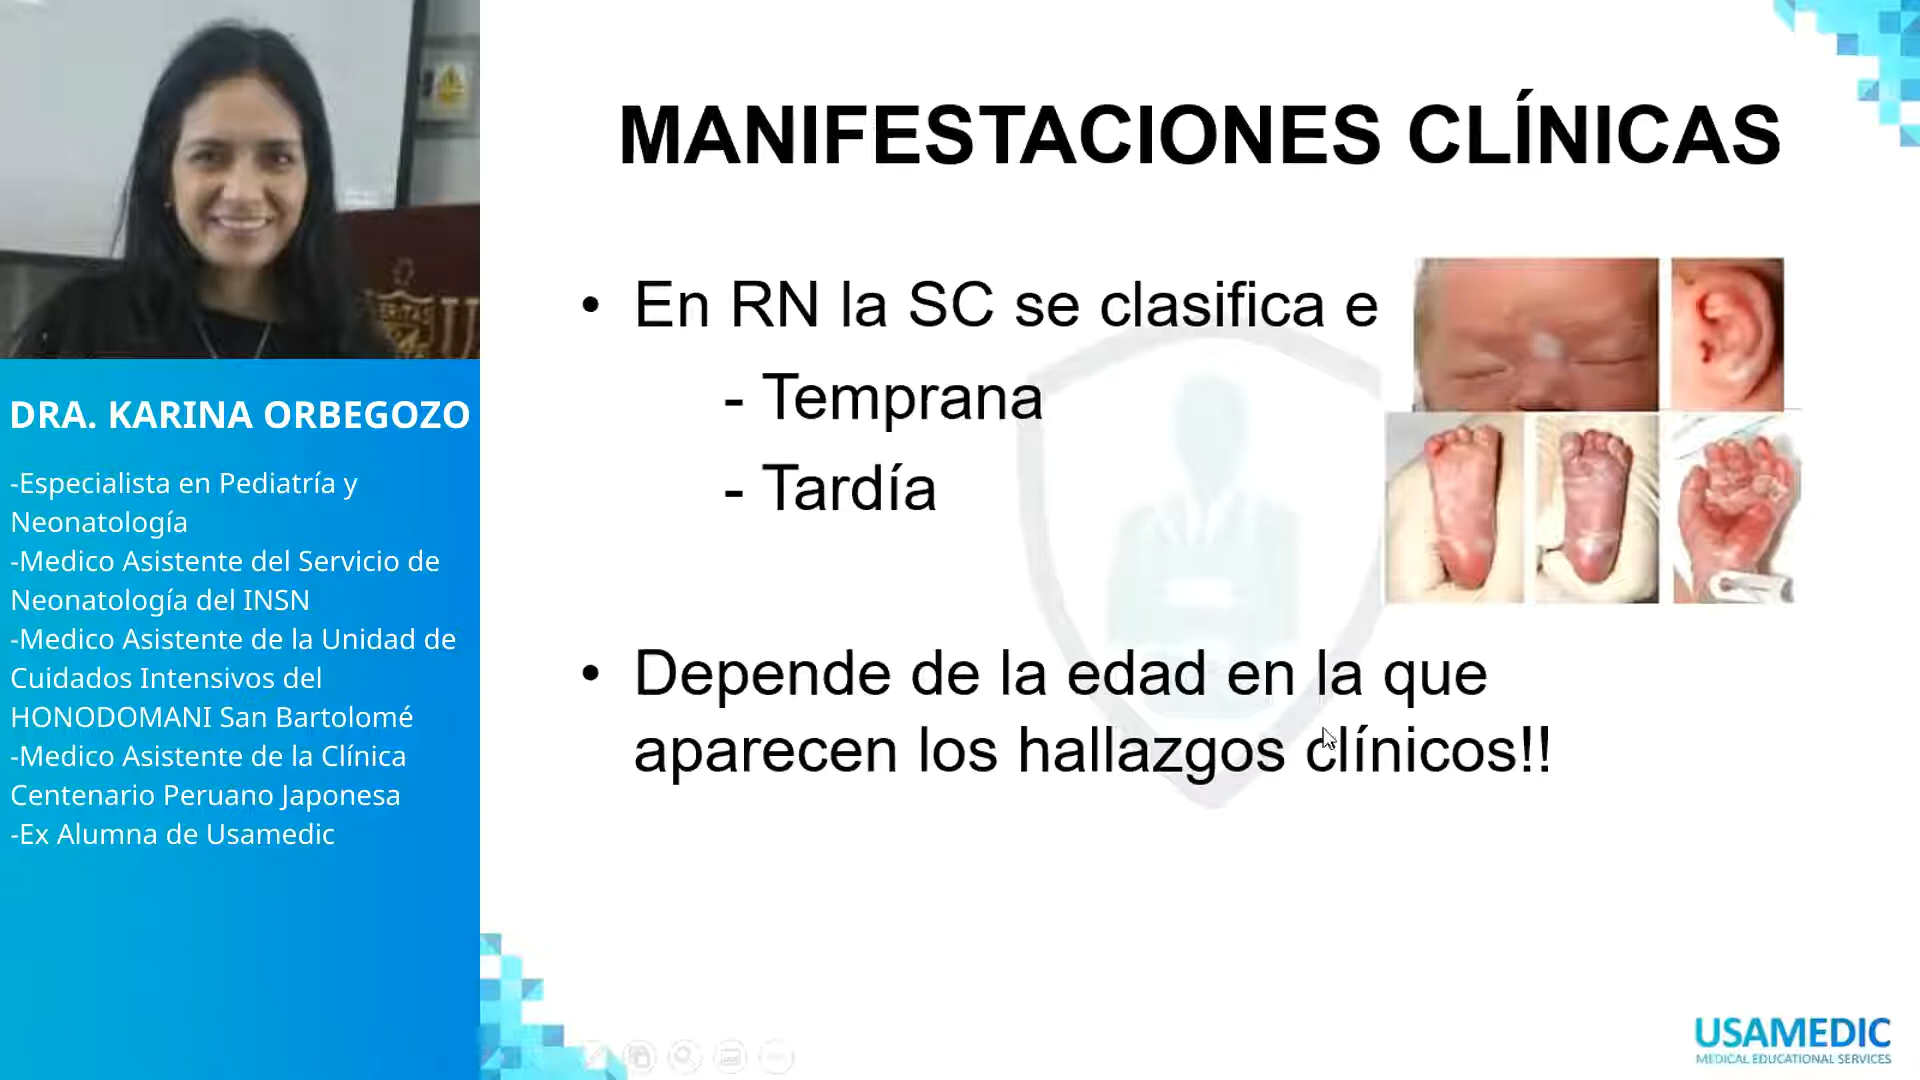 DRA. KARINA ORBEGOZO
-Especialista en Pediatría y
Neonatología
-Medico Asistente del Servicio de
Neonatología del INSN
-Medico Asistente de la Unidad de
Cuidados Intensivos del
HONODOMANI San Bartolomé
-Medico Asistente de la Clínica
Centenario Peruano Japonesa
-Ex Alumna de Usamedic
MANIFESTACIONES CLÍNICAS
• En RN la SC se clasifica e
- Temprana
- Tardía
• Depende de la edad en la que
aparecen los hallazgos clínicos!!
USAMEDIC
MEDICAL EDUCATIONAL SERVICES